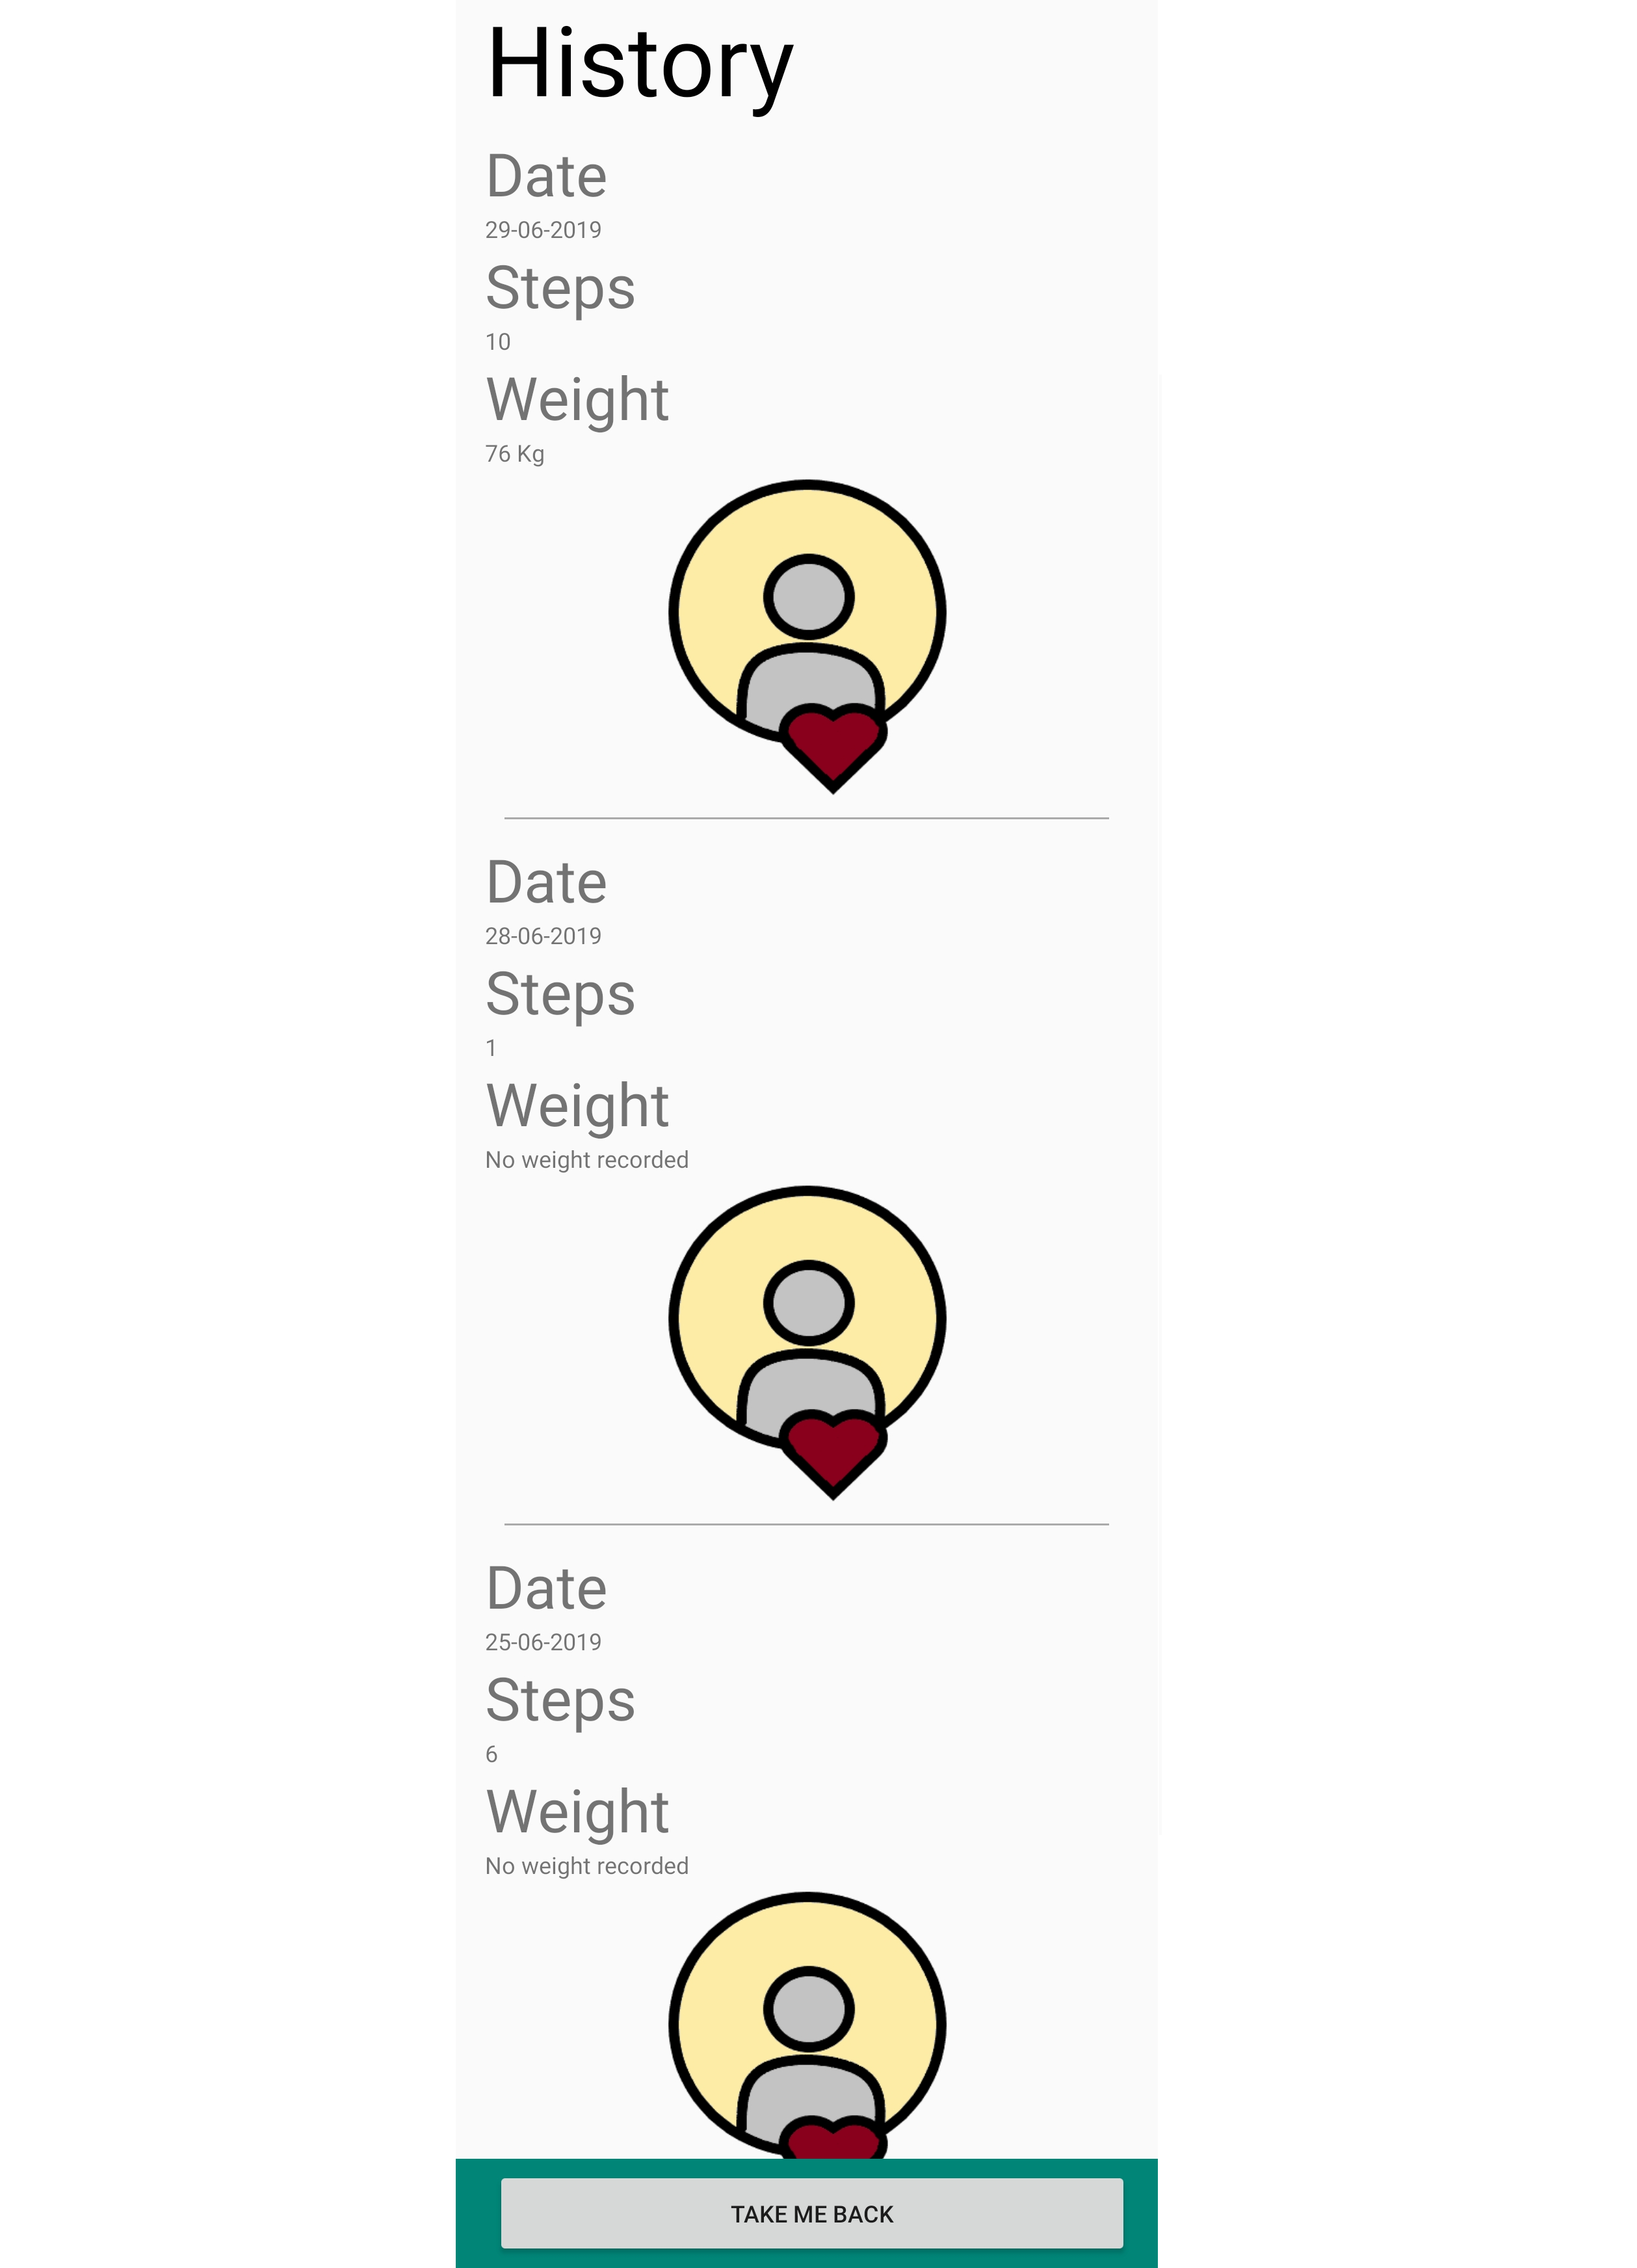 History
Date
29-06-2019
Steps
10
Weight
76 Kg
Date
28-06-2019
Steps
1
Weight
No weight recorded
Date
25-06-2019
Steps
6
Weight
No weight recorded
TAKE ME BACK